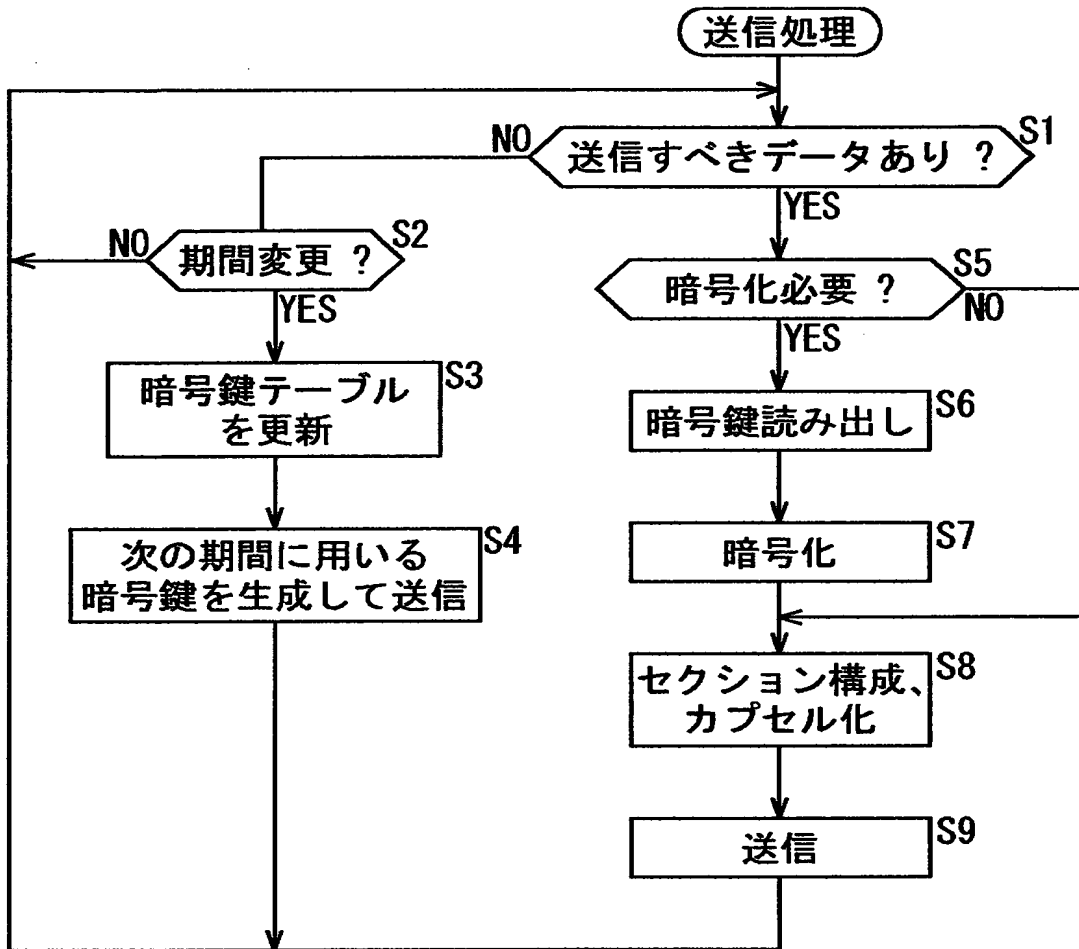 送信処理
S1
送信すべきデータあり ?
NO
YES
S2
期間変更 ?
NO
YES
S3
暗号鍵テーブル
を更新
S4
次の期間に用いる
暗号鍵を生成して送信
S5
暗号化必要 ?
NO
YES
S6
暗号鍵読み出し
S7
暗号化
S8
セクション構成、
カプセル化
S9
送信